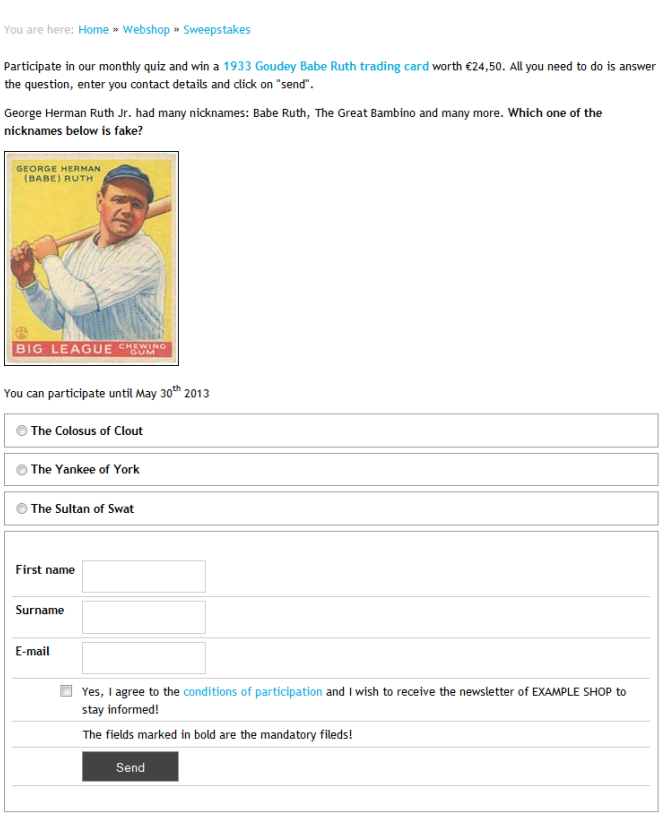 You are here: Home » Webshop » Sweepstakes
Participate in our monthly quiz and win a 1933 Goudey Babe Ruth trading card worth €24,50. All you need to do is answer
the question, enter you contact details and click on "send".
George Herman Ruth Jr. had many nicknames: Babe Ruth, The Great Bambino and many more. Which one of the
nicknames below is fake?
GEORGE HERMAN
(BABE) RUTH
BIG LEAGUE CHEWING GUM
You can participate until May 30th 2013
The Colosus of Clout
The Yankee of York
The Sultan of Swat
First name
Surname
E-mail
Yes, I agree to the conditions of participation and I wish to receive the newsletter of EXAMPLE SHOP to
stay informed!
The fields marked in bold are the mandatory fileds!
Send